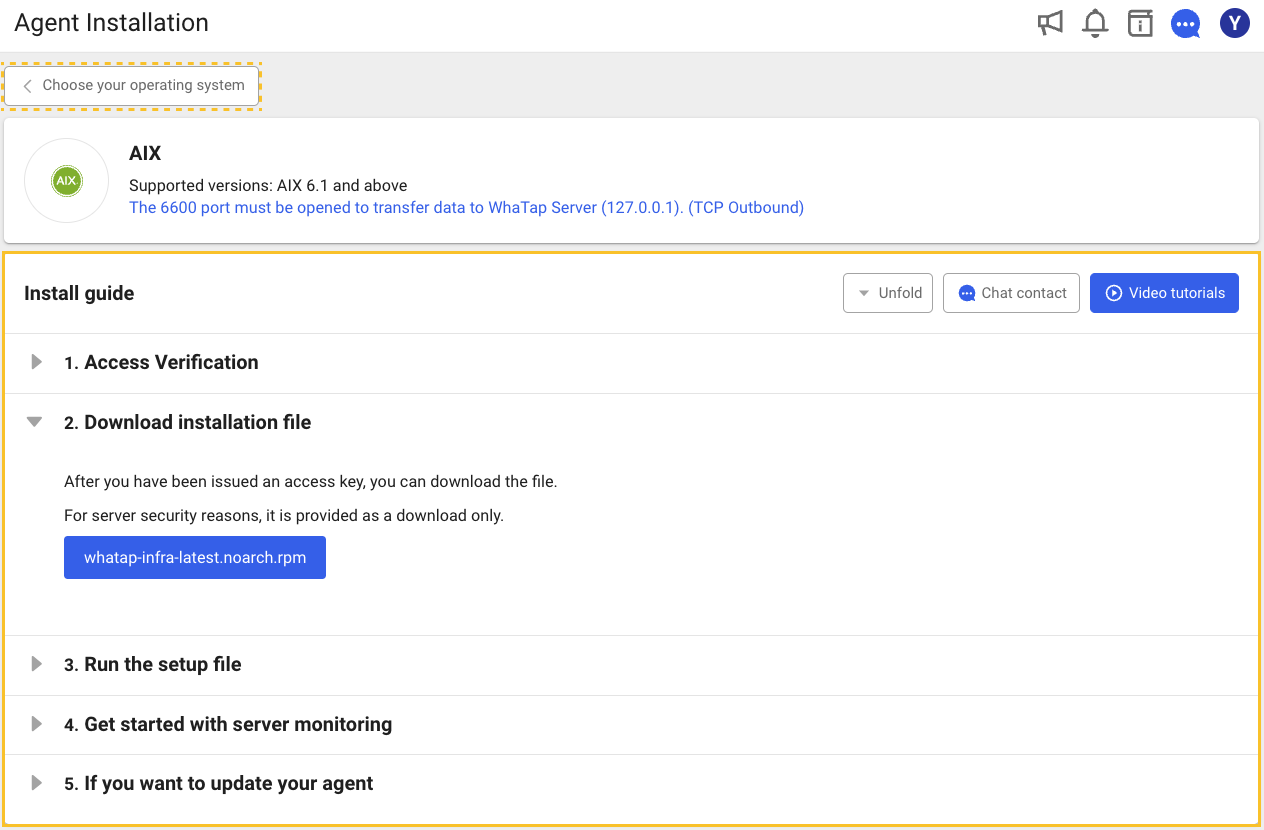 Agent Installation
Y
Choose your operating system
AIX
AIX
Supported versions: AIX 6.1 and above
The 6600 port must be opened to transfer data to WhaTap Server (127.0.0.1). (TCP Outbound)
Install guide
Unfold
Chat contact
Video tutorials
1. Access Verification
2. Download installation file
After you have been issued an access key, you can download the file.
For server security reasons, it is provided as a download only.
whatap-infra-latest.noarch.rpm
3. Run the setup file
4. Get started with server monitoring
5. If you want to update your agent